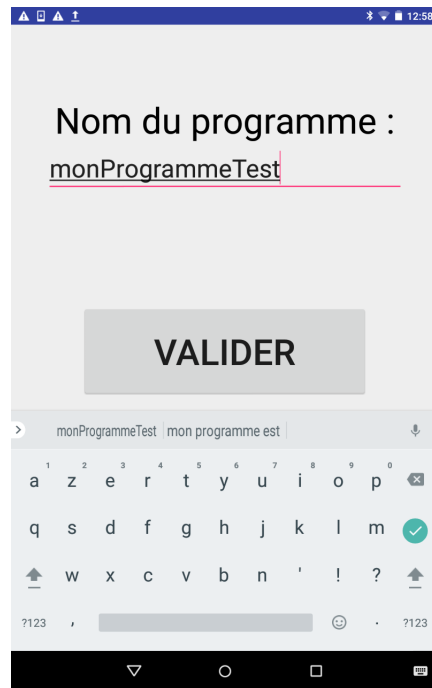 12:58
Nom du programme :
monProgrammeTest
VALIDER
monProgrammeTest mon programme est
1 2 3 4 5 6 7 8 9 0
a z e r t y u i o p
q s d f g h j k l m
w x c v b n ' ! ?
?123 , . ?123